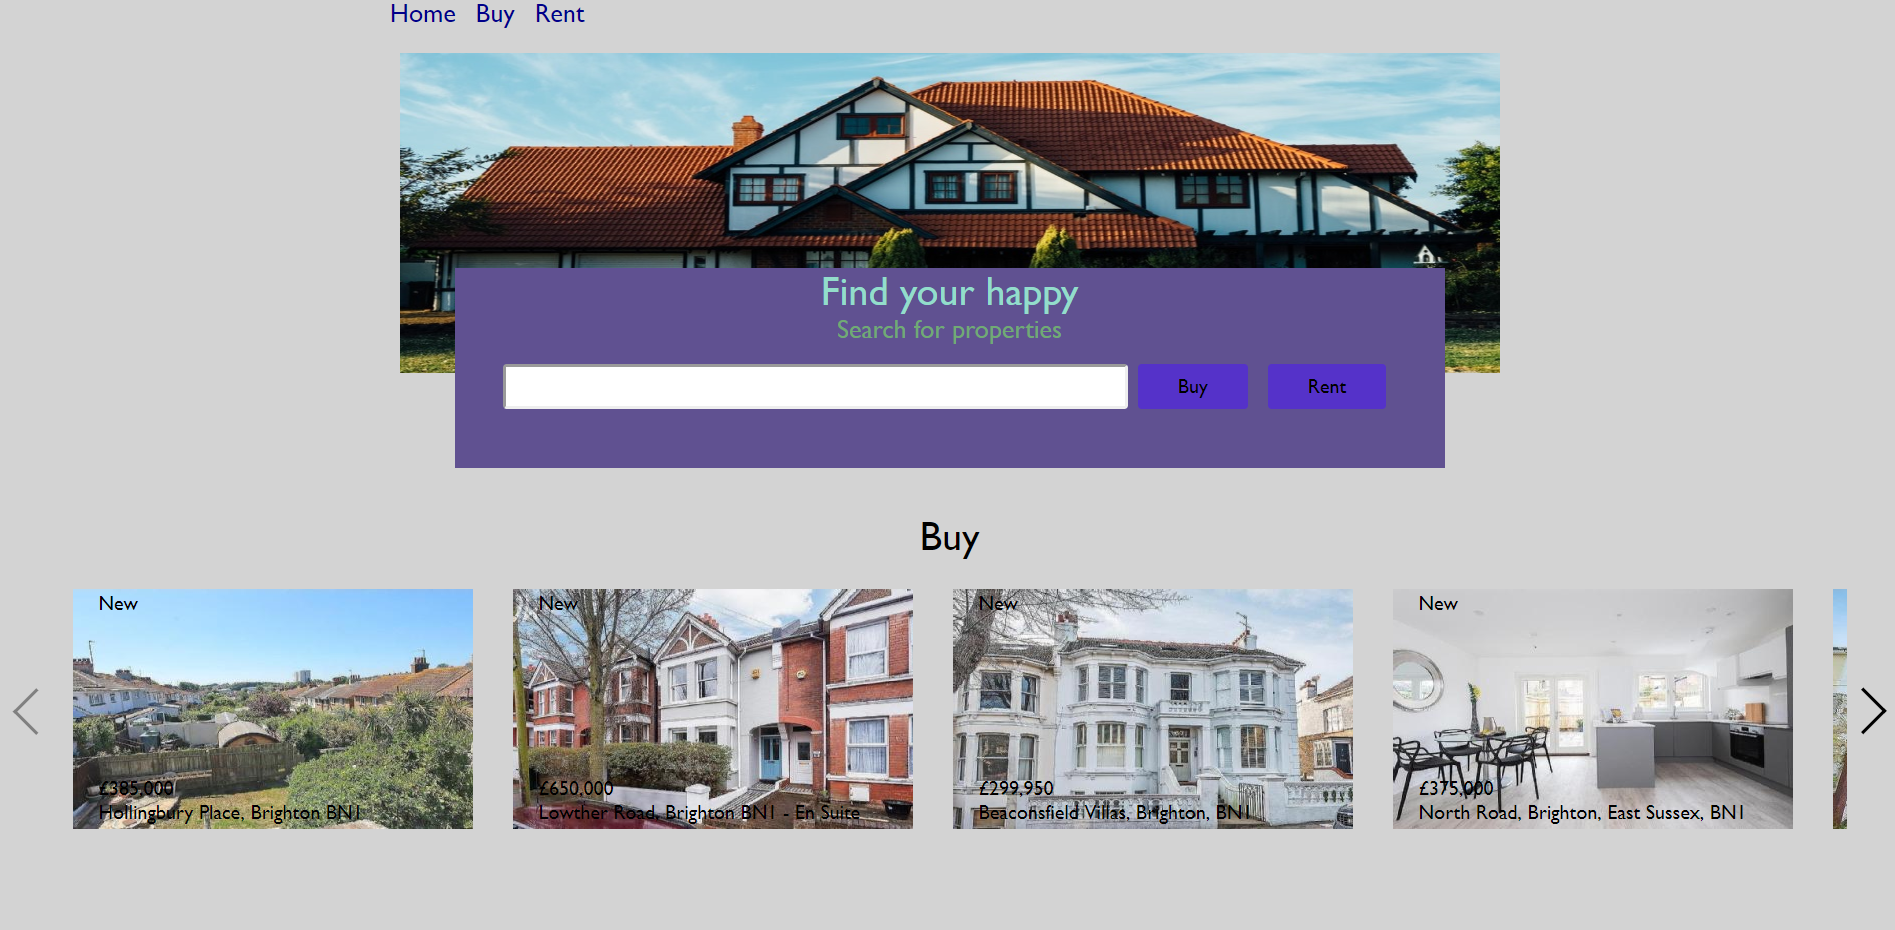 Home Buy Rent
Find your happy
Search for properties
Buy Rent
Buy
New
£385,000
Hollingbury Place, Brighton BN1
New
£650,000
Lowther Road, Brighton BN1 - En Suite
New
£299,950
Beaconsfield Villas, Brighton, BN1
New
£375,000
North Road, Brighton, East Sussex, BN1